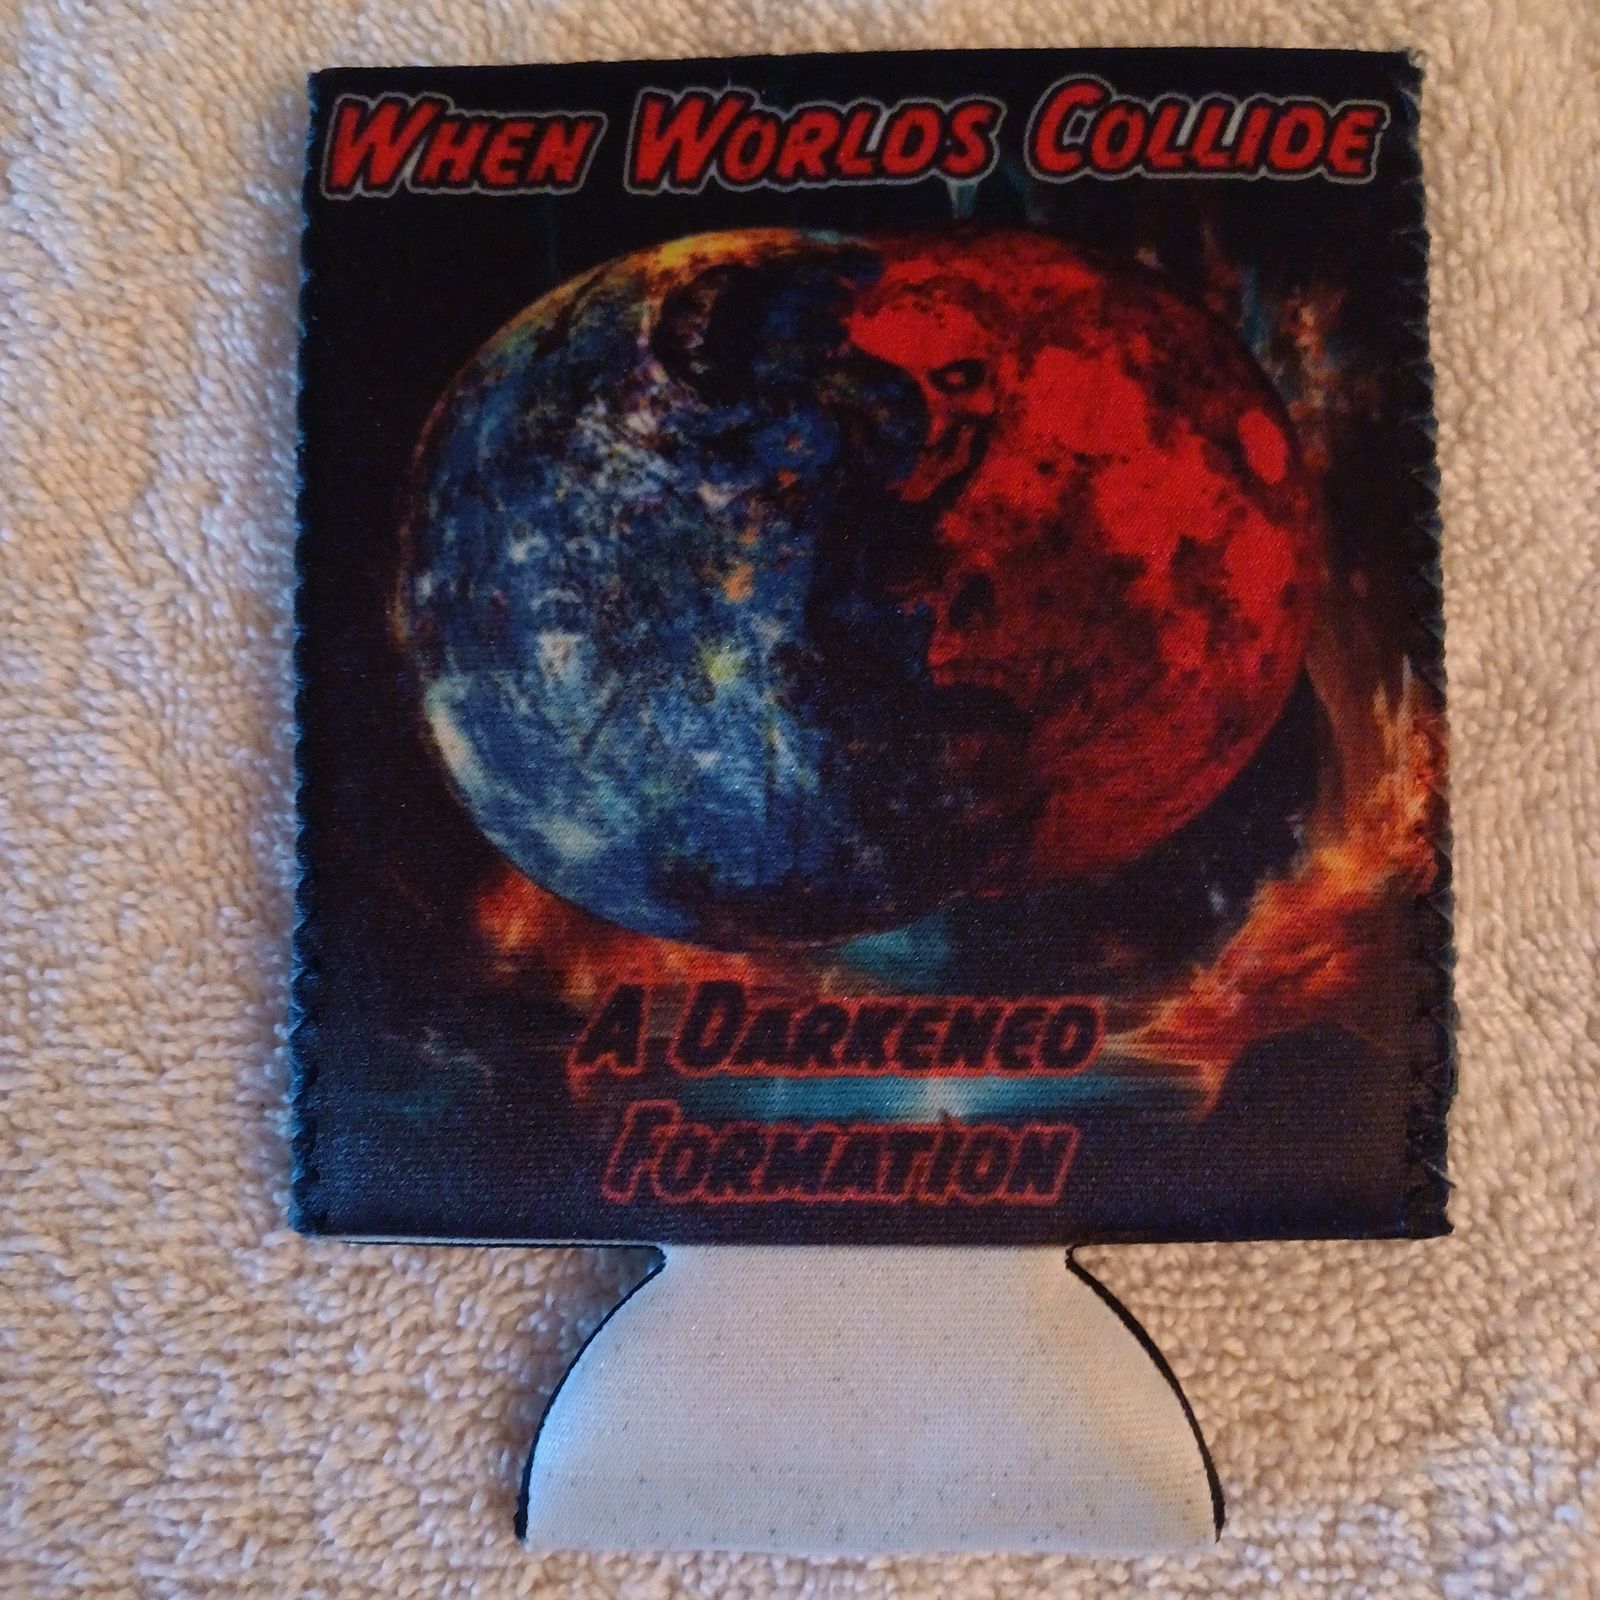 When Worlds Collide
A Darkened
Formation